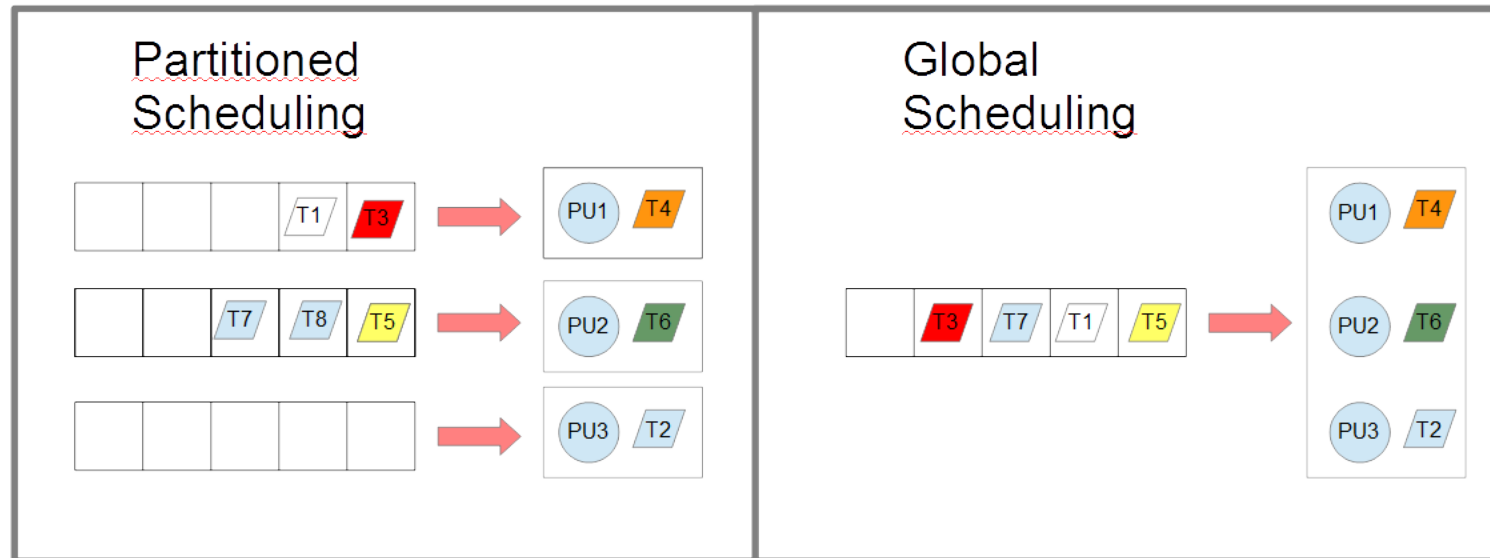 Partitioned
Scheduling
T1 T3 PU1 T4
T7 T8 T5 PU2 T6
PU3 T2
Global
Scheduling
PU1 T4
T3 T7 T1 T5 PU2 T6
PU3 T2